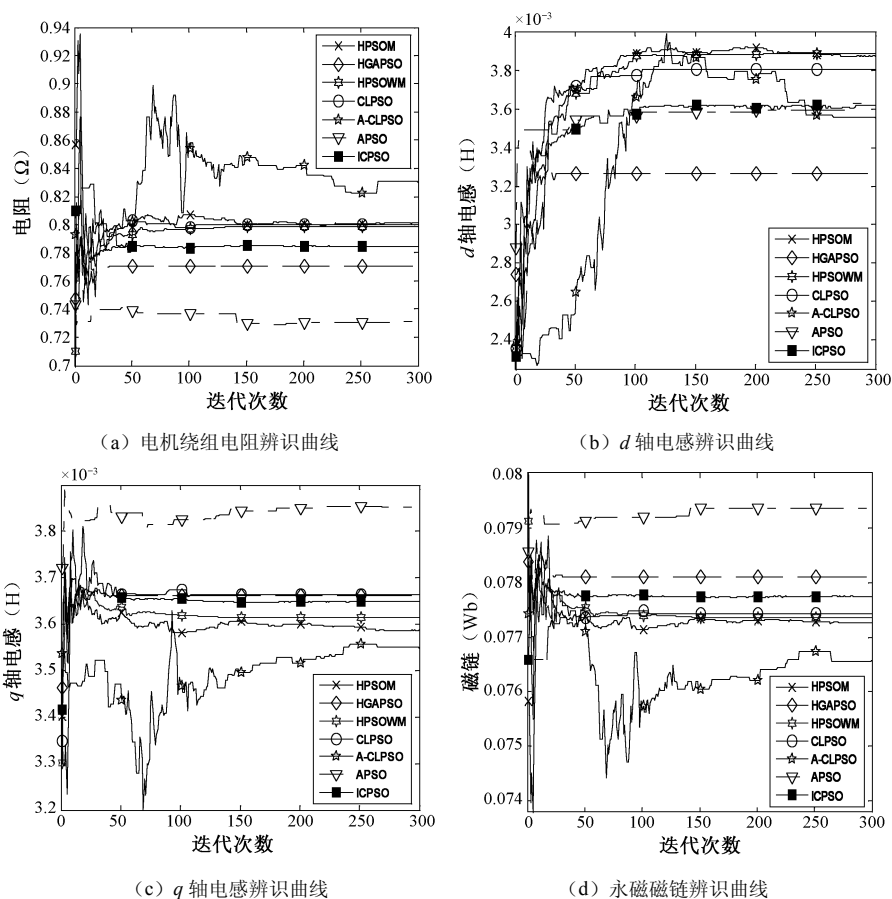 0.94
0.92
0.9
0.88
0.86
0.84
0.82
0.8
0.78
0.76
0.74
0.72
0.7
电阻（Ω）
HPSOM
HGAPSO
HPSOWM
CLPSO
A-CLPSO
APSO
ICPSO
0 50 100 150 200 250 300
迭代次数
（a）电机绕组电阻辨识曲线
×10⁻³
4
3.8
3.6
3.4
3.2
3
2.8
2.6
2.4
d 轴电感（H）
HPSOM
HGAPSO
HPSOWM
CLPSO
A-CLPSO
APSO
ICPSO
0 50 100 150 200 250 300
迭代次数
（b）d 轴电感辨识曲线
×10⁻³
3.8
3.7
3.6
3.5
3.4
3.3
3.2
q 轴电感（H）
HPSOM
HGAPSO
HPSOWM
CLPSO
A-CLPSO
APSO
ICPSO
0 50 100 150 200 250 300
迭代次数
（c）q 轴电感辨识曲线
0.08
0.079
0.078
0.077
0.076
0.075
0.074
磁链（Wb）
HPSOM
HGAPSO
HPSOWM
CLPSO
A-CLPSO
APSO
ICPSO
0 50 100 150 200 250 300
迭代次数
（d）永磁磁链辨识曲线